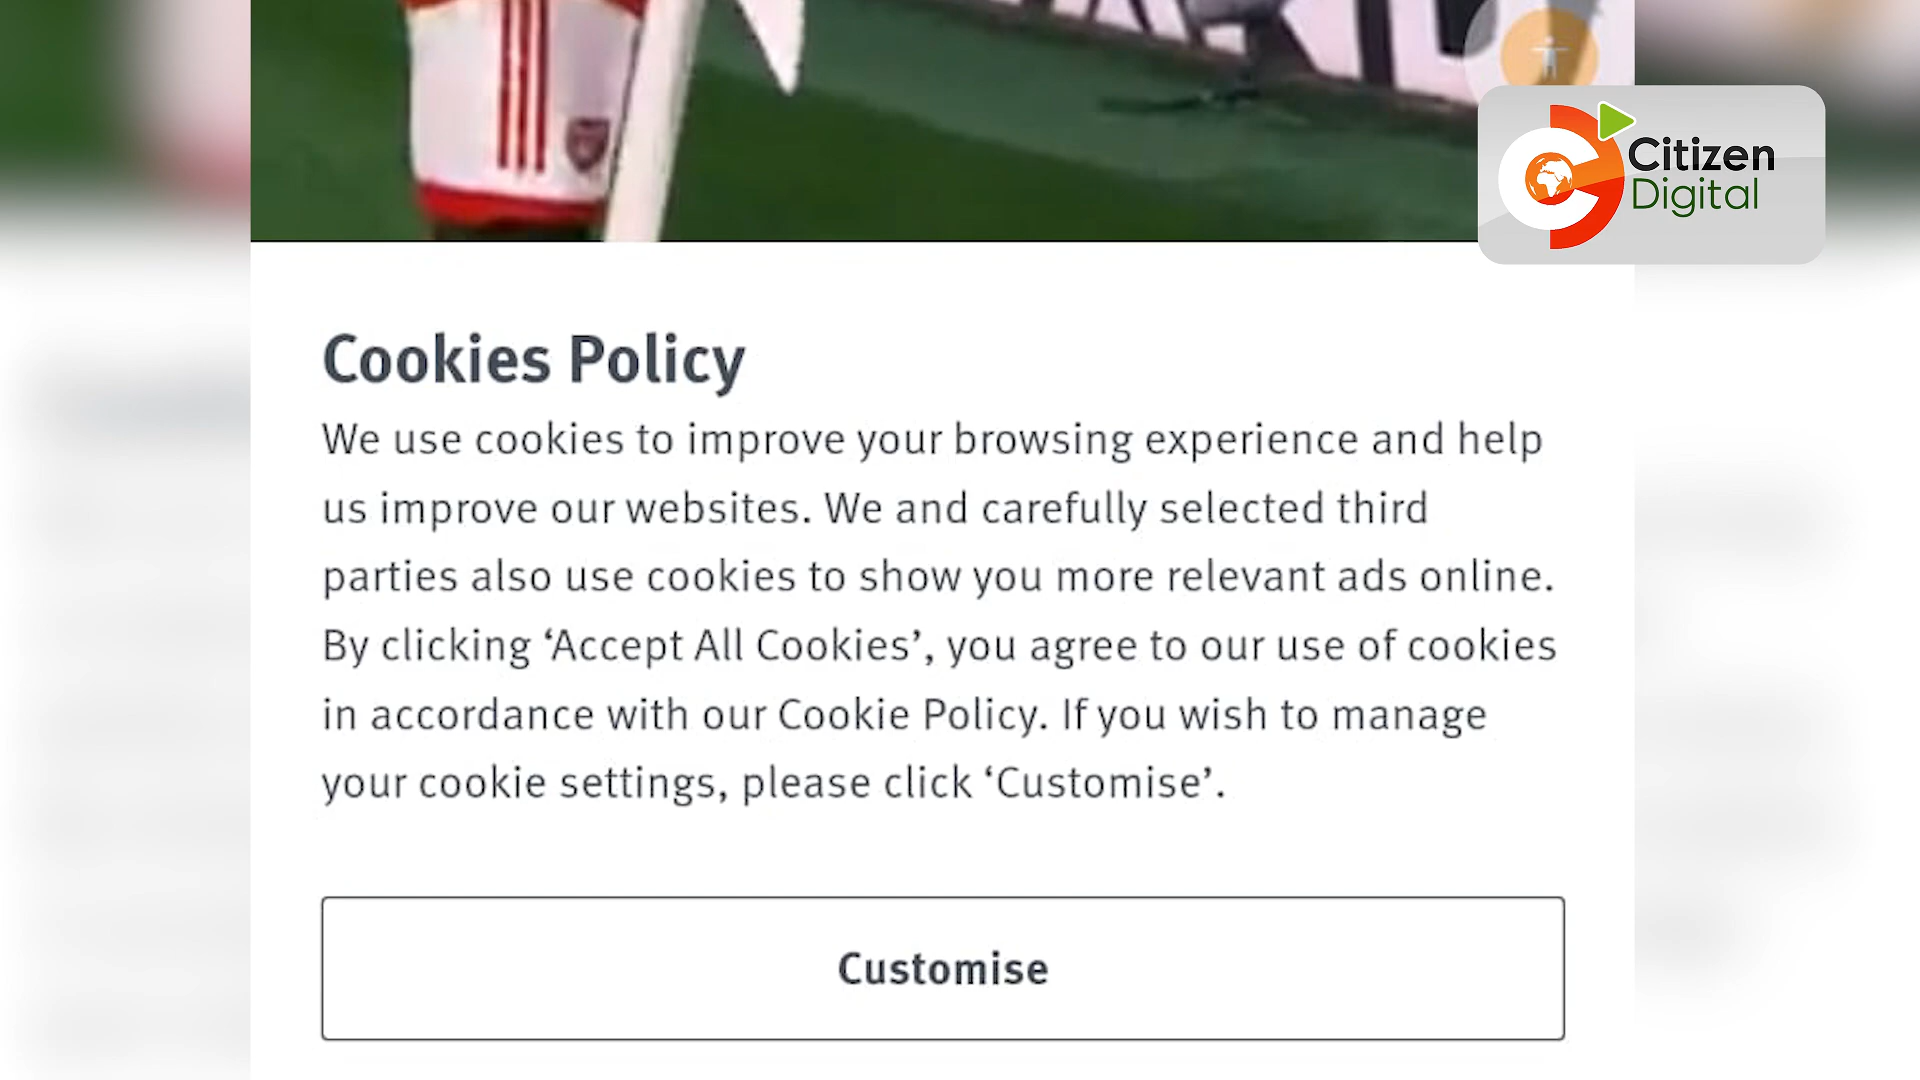 Citizen
Digital
Cookies Policy
We use cookies to improve your browsing experience and help
us improve our websites. We and carefully selected third
parties also use cookies to show you more relevant ads online.
By clicking ‘Accept All Cookies’, you agree to our use of cookies
in accordance with our Cookie Policy. If you wish to manage
your cookie settings, please click ‘Customise’.
Customise